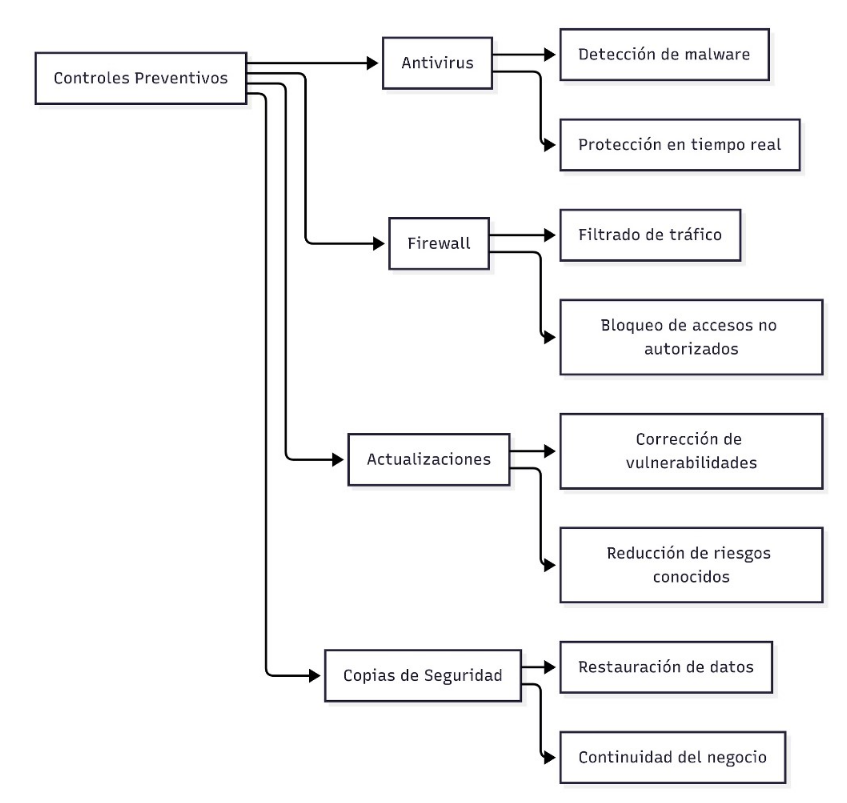 Controles Preventivos
Antivirus
Detección de malware
Protección en tiempo real
Firewall
Filtrado de tráfico
Bloqueo de accesos no
autorizados
Actualizaciones
Corrección de
vulnerabilidades
Reducción de riesgos
conocidos
Copias de Seguridad
Restauración de datos
Continuidad del negocio